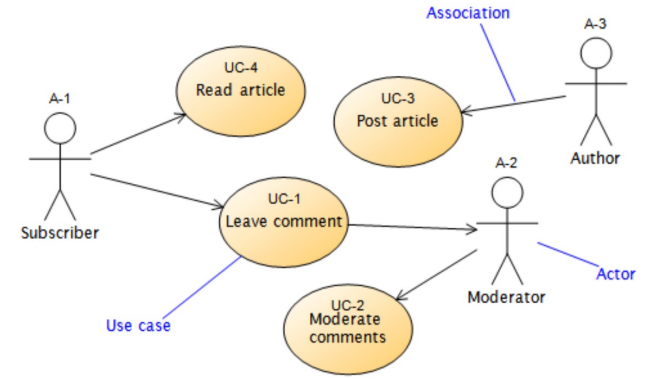 Association
A-3
UC-4
Read article
UC-3
Post article
A-1
Author
A-2
UC-1
Leave comment
Subscriber
Actor
Moderator
UC-2
Moderate
comments
Use case